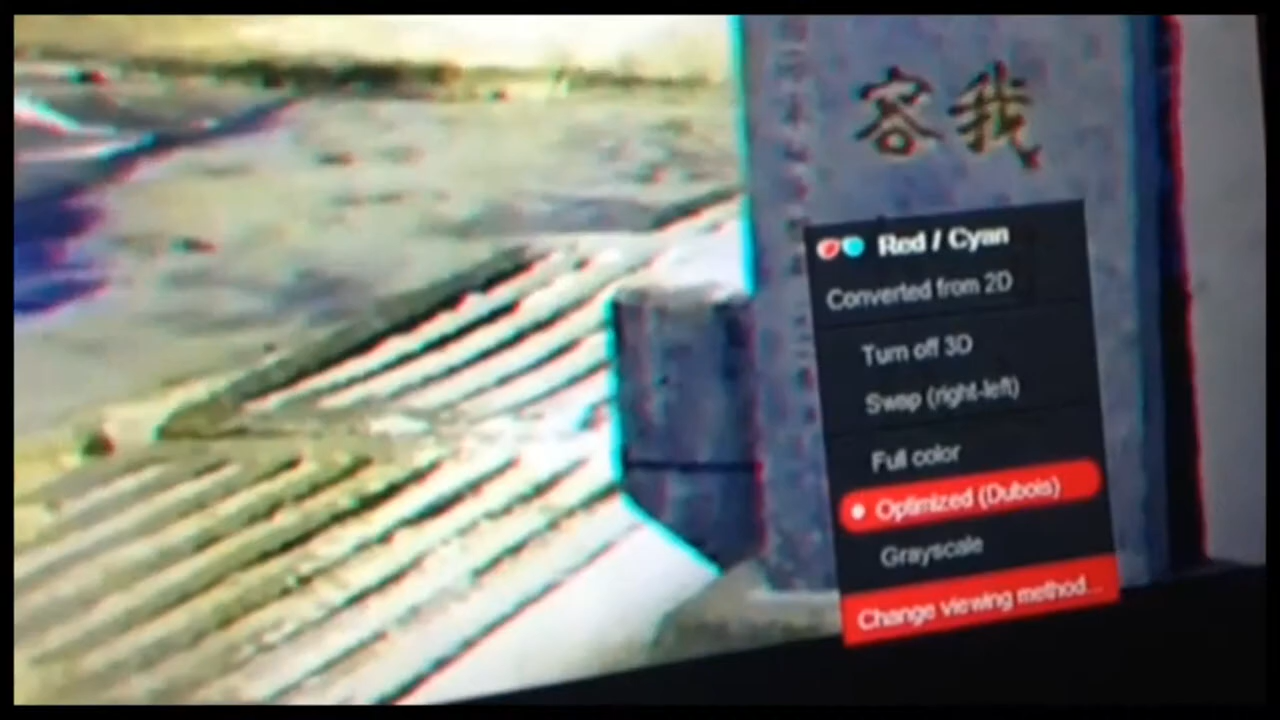 容我
Red / Cyan
Converted from 2D
Turn off 3D
Swap (right-left)
Full color
Optimized (Dubois)
Grayscale
Change viewing method...